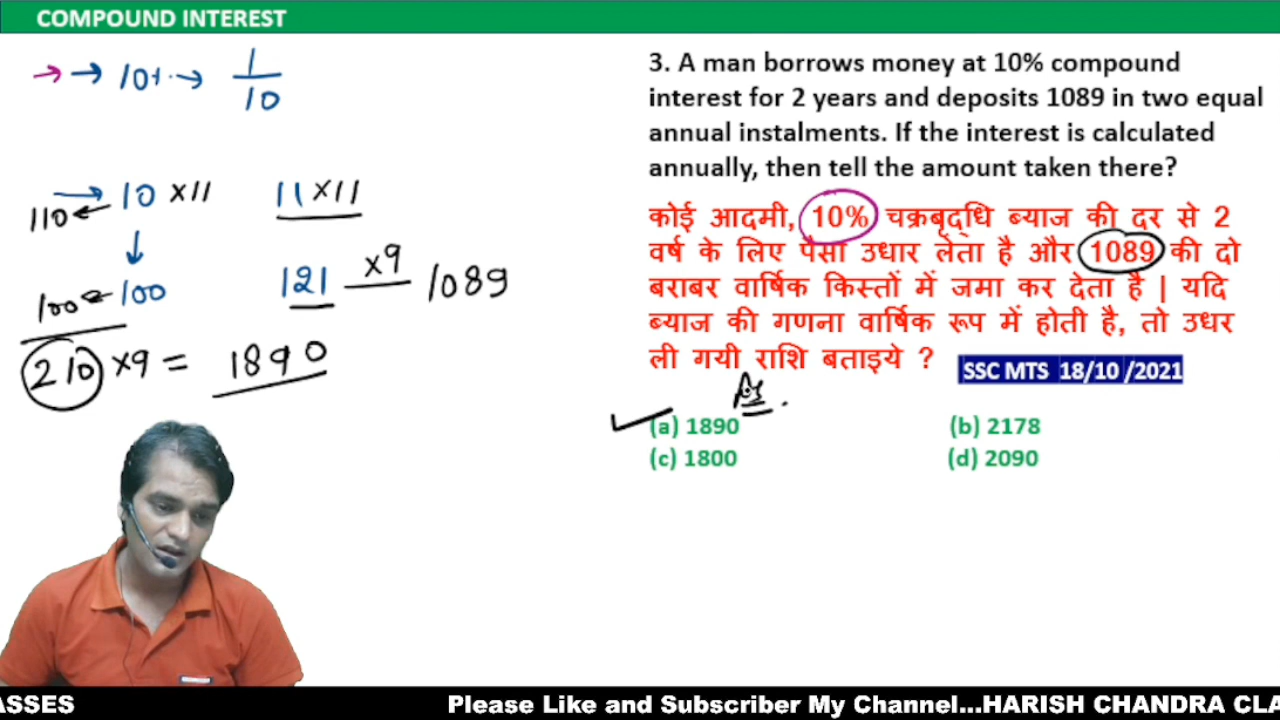 COMPOUND INTEREST
→ → 10% → 1/10
→ 10 ×11
110 ←
11 ×11
↓
100 ← 100
121 ×9 1089
210 ×9 = 1890
3. A man borrows money at 10% compound
interest for 2 years and deposits 1089 in two equal
annual instalments. If the interest is calculated
annually, then tell the amount taken there?
कोई आदमी, 10% चक्रबृद्धि ब्याज की दर से 2
वर्ष के लिए पैसा उधार लेता है और 1089 की दो
बराबर वार्षिक किस्तों में जमा कर देता है | यदि
ब्याज की गणना वार्षिक रूप में होती है, तो उधर
ली गयी राशि बताइये ?
SSC MTS 18/10 /2021
(a) 1890 (b) 2178
(c) 1800 (d) 2090
ASSES Please Like and Subscriber My Channel...HARISH CHANDRA CLA